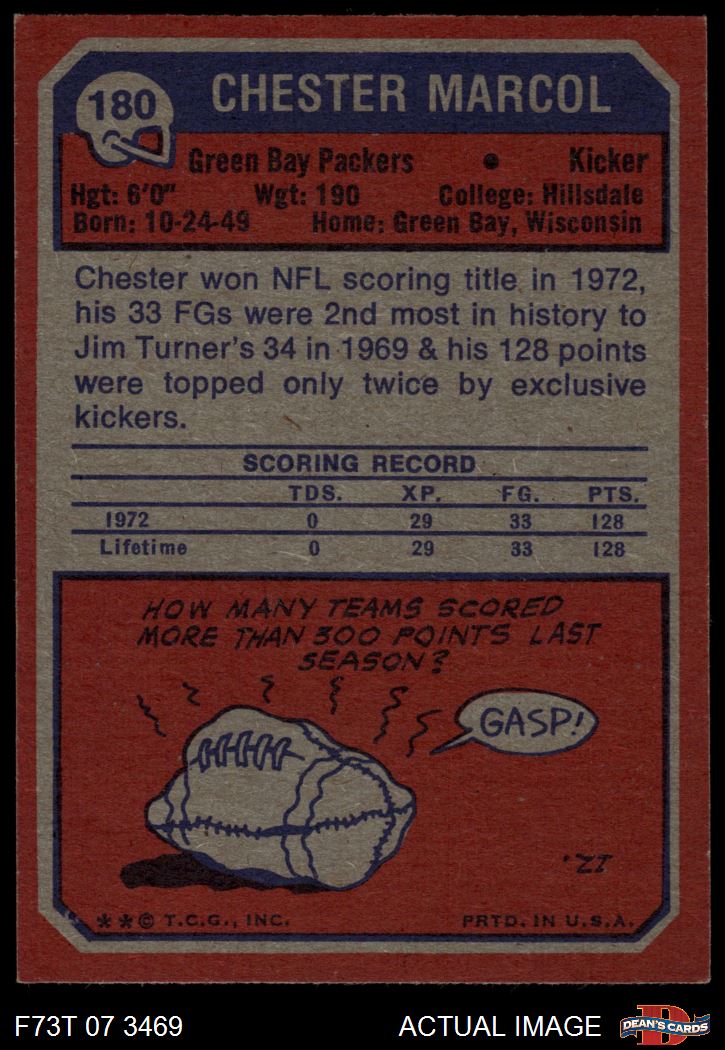 180
CHESTER MARCOL
Green Bay Packers • Kicker
Hgt: 6'0" Wgt: 190 College: Hillsdale
Born: 10-24-49 Home: Green Bay, Wisconsin
Chester won NFL scoring title in 1972,
his 33 FGs were 2nd most in history to
Jim Turner's 34 in 1969 & his 128 points
were topped only twice by exclusive
kickers.
SCORING RECORD
TDS. XP. FG. PTS.
1972 0 29 33 128
Lifetime 0 29 33 128
HOW MANY TEAMS SCORED
MORE THAN 300 POINTS LAST
SEASON?
GASP!
'ZI
** © T.C.G., INC. PRTD. IN U.S.A.
F73T 07 3469 ACTUAL IMAGE
D
DEAN'S CARDS